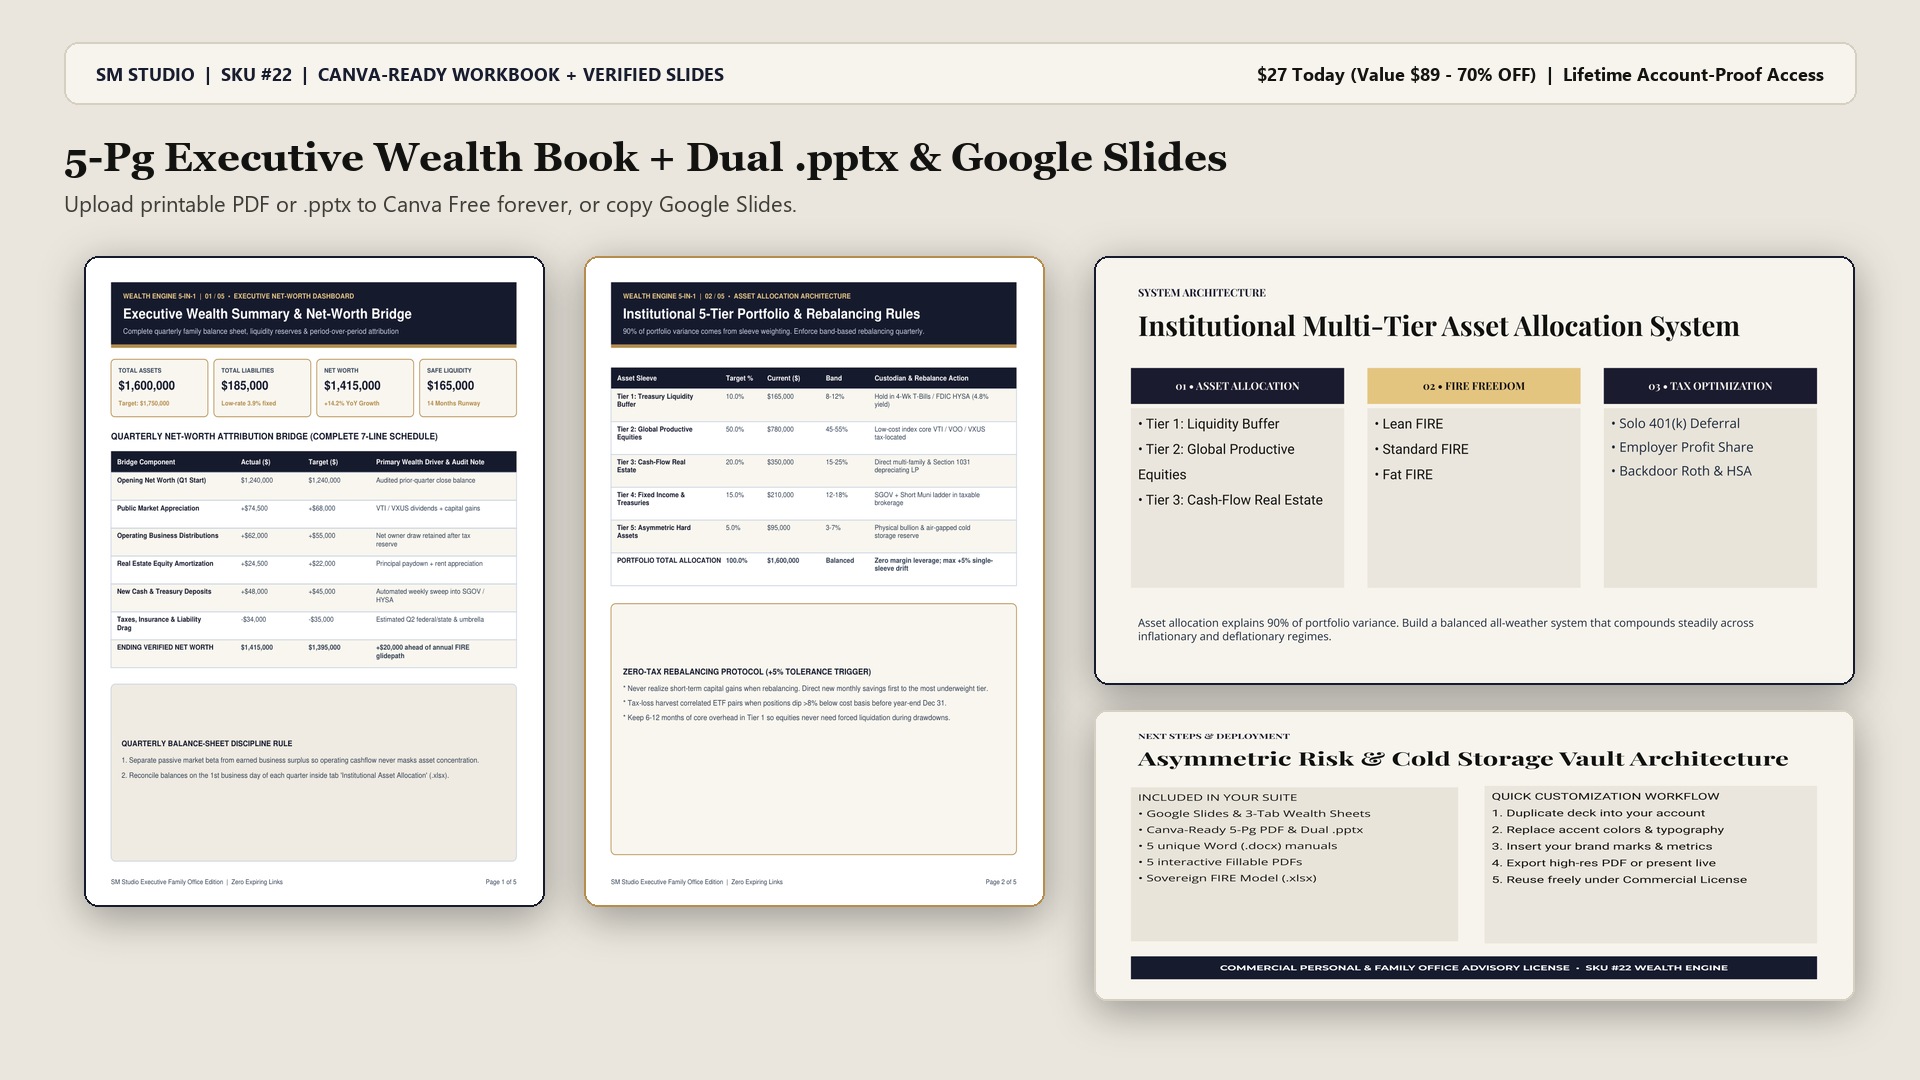 SM STUDIO | SKU #22 | CANVA-READY WORKBOOK + VERIFIED SLIDES
$27 Today (Value $89 - 70% OFF) | Lifetime Account-Proof Access
5-Pg Executive Wealth Book + Dual .pptx & Google Slides
Upload printable PDF or .pptx to Canva Free forever, or copy Google Slides.
WEALTH ENGINE 5-IN-1 | 01 / 05 • EXECUTIVE NET-WORTH DASHBOARD
Executive Wealth Summary & Net-Worth Bridge
Complete quarterly family balance sheet, liquidity reserves & period-over-period attribution
TOTAL ASSETS
$1,600,000
Target: $1,750,000
TOTAL LIABILITIES
$185,000
Low-rate 3.9% fixed
NET WORTH
$1,415,000
+14.2% YoY Growth
SAFE LIQUIDITY
$165,000
14 Months Runway
QUARTERLY NET-WORTH ATTRIBUTION BRIDGE (COMPLETE 7-LINE SCHEDULE)
Bridge Component Actual ($) Target ($) Primary Wealth Driver & Audit Note
Opening Net Worth (Q1 Start) $1,240,000 $1,240,000 Audited prior-quarter close balance
Public Market Appreciation +$74,500 +$68,000 VTI / VXUS dividends + capital gains
Operating Business Distributions +$62,000 +$55,000 Net owner draw retained after tax
reserve
Real Estate Equity Amortization +$24,500 +$22,000 Principal paydown + rent appreciation
New Cash & Treasury Deposits +$48,000 +$45,000 Automated weekly sweep into SGOV /
HYSA
Taxes, Insurance & Liability -$34,000 -$35,000 Estimated Q2 federal/state & umbrella
Drag
ENDING VERIFIED NET WORTH $1,415,000 $1,395,000 +$20,000 ahead of annual FIRE
glidepath
QUARTERLY BALANCE-SHEET DISCIPLINE RULE
1. Separate passive market beta from earned business surplus so operating cashflow never masks asset concentration.
2. Reconcile balances on the 1st business day of each quarter inside tab 'Institutional Asset Allocation' (.xlsx).
SM Studio Executive Family Office Edition | Zero Expiring Links Page 1 of 5
WEALTH ENGINE 5-IN-1 | 02 / 05 • ASSET ALLOCATION ARCHITECTURE
Institutional 5-Tier Portfolio & Rebalancing Rules
90% of portfolio variance comes from sleeve weighting. Enforce band-based rebalancing quarterly.
Asset Sleeve Target % Current ($) Band Custodian & Rebalance Action
Tier 1: Treasury Liquidity 10.0% $165,000 8-12% Hold in 4-Wk T-Bills / FDIC HYSA (4.8%
Buffer yield)
Tier 2: Global Productive 50.0% $780,000 45-55% Low-cost index core VTI / VOO / VXUS
Equities tax-located
Tier 3: Cash-Flow Real 20.0% $350,000 15-25% Direct multi-family & Section 1031
Estate depreciating LP
Tier 4: Fixed Income & 15.0% $210,000 12-18% SGOV + Short Muni ladder in taxable
Treasuries brokerage
Tier 5: Asymmetric Hard 5.0% $95,000 3-7% Physical bullion & air-gapped cold
Assets storage reserve
PORTFOLIO TOTAL ALLOCATION 100.0% $1,600,000 Balanced Zero margin leverage; max +5% single-
sleeve drift
ZERO-TAX REBALANCING PROTOCOL (+5% TOLERANCE TRIGGER)
* Never realize short-term capital gains when rebalancing. Direct new monthly savings first to the most underweight tier.
* Tax-loss harvest correlated ETF pairs when positions dip >8% below cost basis before year-end Dec 31.
* Keep 6-12 months of core overhead in Tier 1 so equities never need forced liquidation during drawdowns.
SM Studio Executive Family Office Edition | Zero Expiring Links Page 2 of 5
SYSTEM ARCHITECTURE
Institutional Multi-Tier Asset Allocation System
01 • ASSET ALLOCATION
• Tier 1: Liquidity Buffer
• Tier 2: Global Productive
Equities
• Tier 3: Cash-Flow Real Estate
02 • FIRE FREEDOM
• Lean FIRE
• Standard FIRE
• Fat FIRE
03 • TAX OPTIMIZATION
• Solo 401(k) Deferral
• Employer Profit Share
• Backdoor Roth & HSA
Asset allocation explains 90% of portfolio variance. Build a balanced all-weather system that compounds steadily across
inflationary and deflationary regimes.
NEXT STEPS & DEPLOYMENT
Asymmetric Risk & Cold Storage Vault Architecture
INCLUDED IN YOUR SUITE
• Google Slides & 3-Tab Wealth Sheets
• Canva-Ready 5-Pg PDF & Dual .pptx
• 5 unique Word (.docx) manuals
• 5 interactive Fillable PDFs
• Sovereign FIRE Model (.xlsx)
QUICK CUSTOMIZATION WORKFLOW
1. Duplicate deck into your account
2. Replace accent colors & typography
3. Insert your brand marks & metrics
4. Export high-res PDF or present live
5. Reuse freely under Commercial License
COMMERCIAL PERSONAL & FAMILY OFFICE ADVISORY LICENSE • SKU #22 WEALTH ENGINE